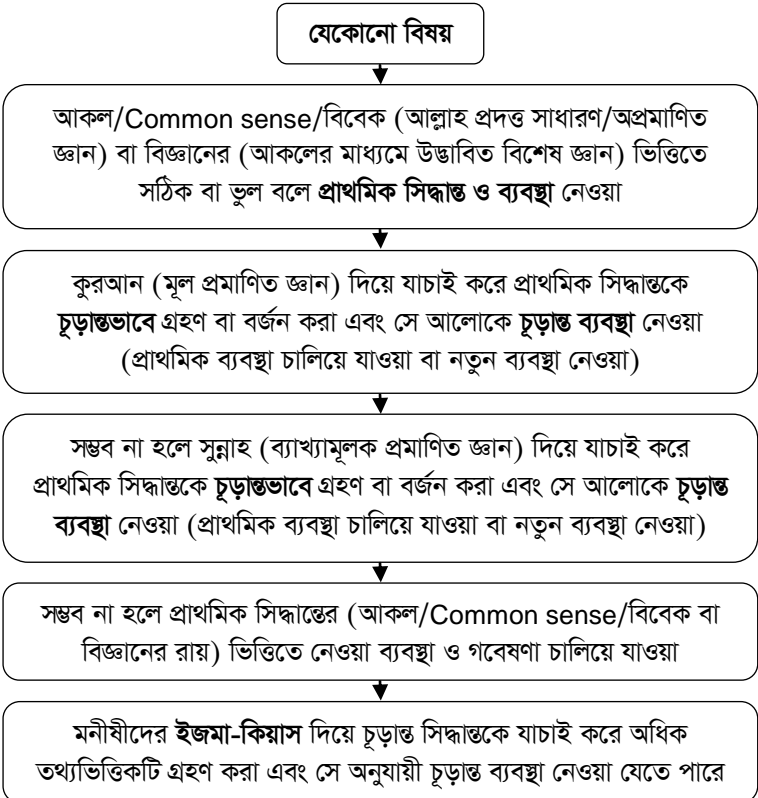 যেকোনো বিষয়
আকল/Common sense/বিবেক (আল্লাহ প্রদত্ত সাধারণ/অপ্রমাণিত
জ্ঞান) বা বিজ্ঞানের (আকলের মাধ্যমে উদ্ভাবিত বিশেষ জ্ঞান) ভিত্তিতে
সঠিক বা ভুল বলে প্রাথমিক সিদ্ধান্ত ও ব্যবস্থা নেওয়া
কুরআন (মূল প্রমাণিত জ্ঞান) দিয়ে যাচাই করে প্রাথমিক সিদ্ধান্তকে
চূড়ান্তভাবে গ্রহণ বা বর্জন করা এবং সে আলোকে চূড়ান্ত ব্যবস্থা নেওয়া
(প্রাথমিক ব্যবস্থা চালিয়ে যাওয়া বা নতুন ব্যবস্থা নেওয়া)
সম্ভব না হলে সুন্নাহ (ব্যাখ্যামূলক প্রমাণিত জ্ঞান) দিয়ে যাচাই করে
প্রাথমিক সিদ্ধান্তকে চূড়ান্তভাবে গ্রহণ বা বর্জন করা এবং সে আলোকে চূড়ান্ত
ব্যবস্থা নেওয়া (প্রাথমিক ব্যবস্থা চালিয়ে যাওয়া বা নতুন ব্যবস্থা নেওয়া)
সম্ভব না হলে প্রাথমিক সিদ্ধান্তের (আকল/Common sense/বিবেক বা
বিজ্ঞানের রায়) ভিত্তিতে নেওয়া ব্যবস্থা ও গবেষণা চালিয়ে যাওয়া
মনীষীদের ইজমা-কিয়াস দিয়ে চূড়ান্ত সিদ্ধান্তকে যাচাই করে অধিক
তথ্যভিত্তিকটি গ্রহণ করা এবং সে অনুযায়ী চূড়ান্ত ব্যবস্থা নেওয়া যেতে পারে